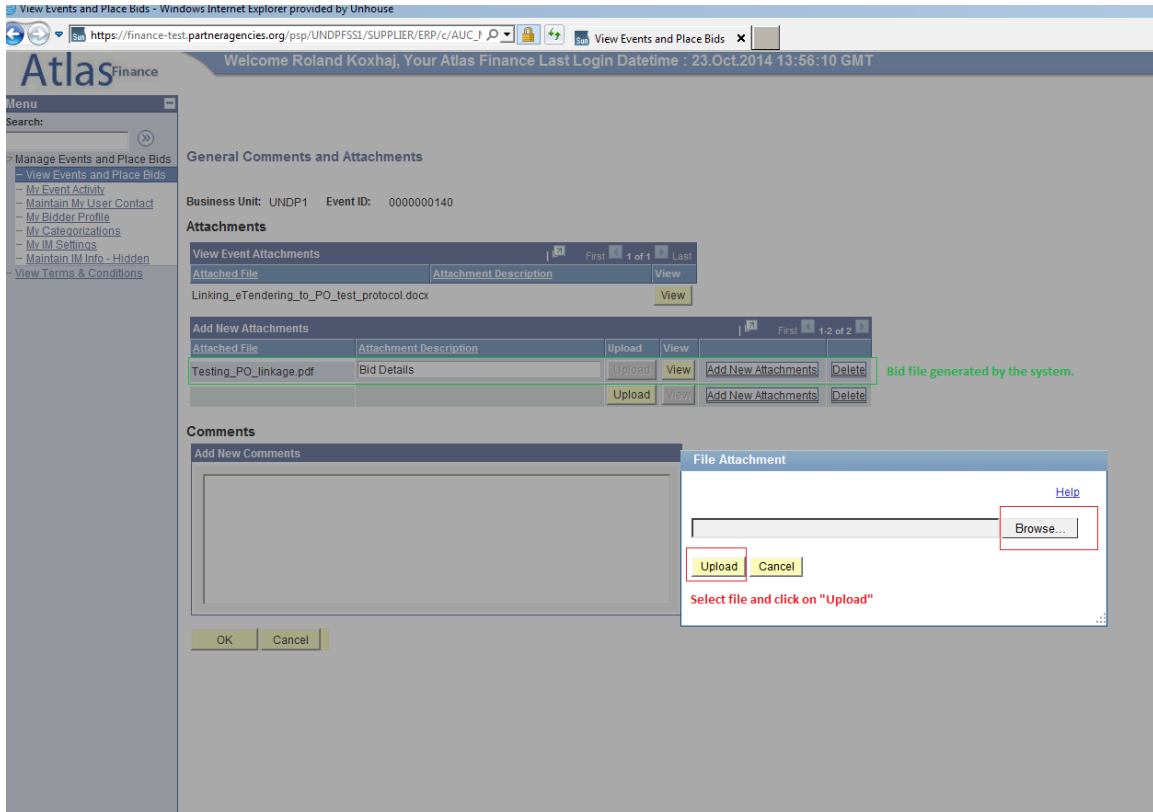 View Events and Place Bids - Windows Internet Explorer provided by Unhouse
https://finance-test.partneragencies.org/psp/UNDPFSS1/SUPPLIER/ERP/c/AUC_
View Events and Place Bids
Atlas Finance
Welcome Roland Koxhaj, Your Atlas Finance Last Login Datetime : 23.Oct.2014 13:56:10 GMT
Menu
Search:
Manage Events and Place Bids
– View Events and Place Bids
– My Event Activity
– Maintain My User Contact
– My Bidder Profile
– My Categorizations
– My IM Settings
– Maintain IM Info - Hidden
– View Terms & Conditions
General Comments and Attachments
Business Unit: UNDP1 Event ID: 0000000140
Attachments
View Event Attachments First 1 of 1 Last
Attached File Attachment Description View
Linking_eTendering_to_PO_test_protocol.docx View
Add New Attachments First 1-2 of 2
Attached File Attachment Description Upload View
Testing_PO_linkage.pdf Bid Details Upload View Add New Attachments Delete Bid file generated by the system.
Upload View Add New Attachments Delete
Comments
Add New Comments
File Attachment
Help
Browse...
Upload Cancel
Select file and click on "Upload"
OK Cancel